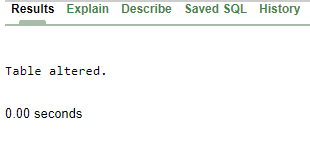 Results Explain Describe Saved SQL History
Table altered.
0.00 seconds